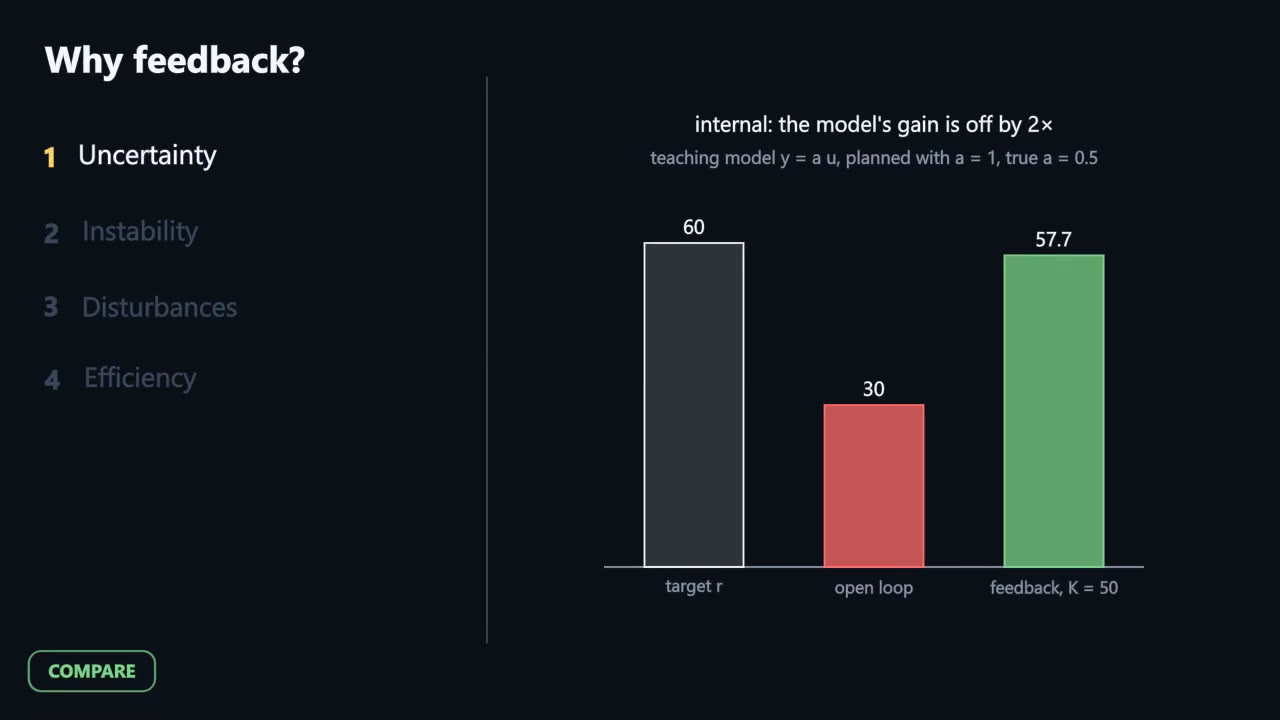 Why feedback?
1 Uncertainty
2 Instability
3 Disturbances
4 Efficiency
COMPARE
internal: the model's gain is off by 2×
teaching model y = a u, planned with a = 1, true a = 0.5
60
30
57.7
target r
open loop
feedback, K = 50